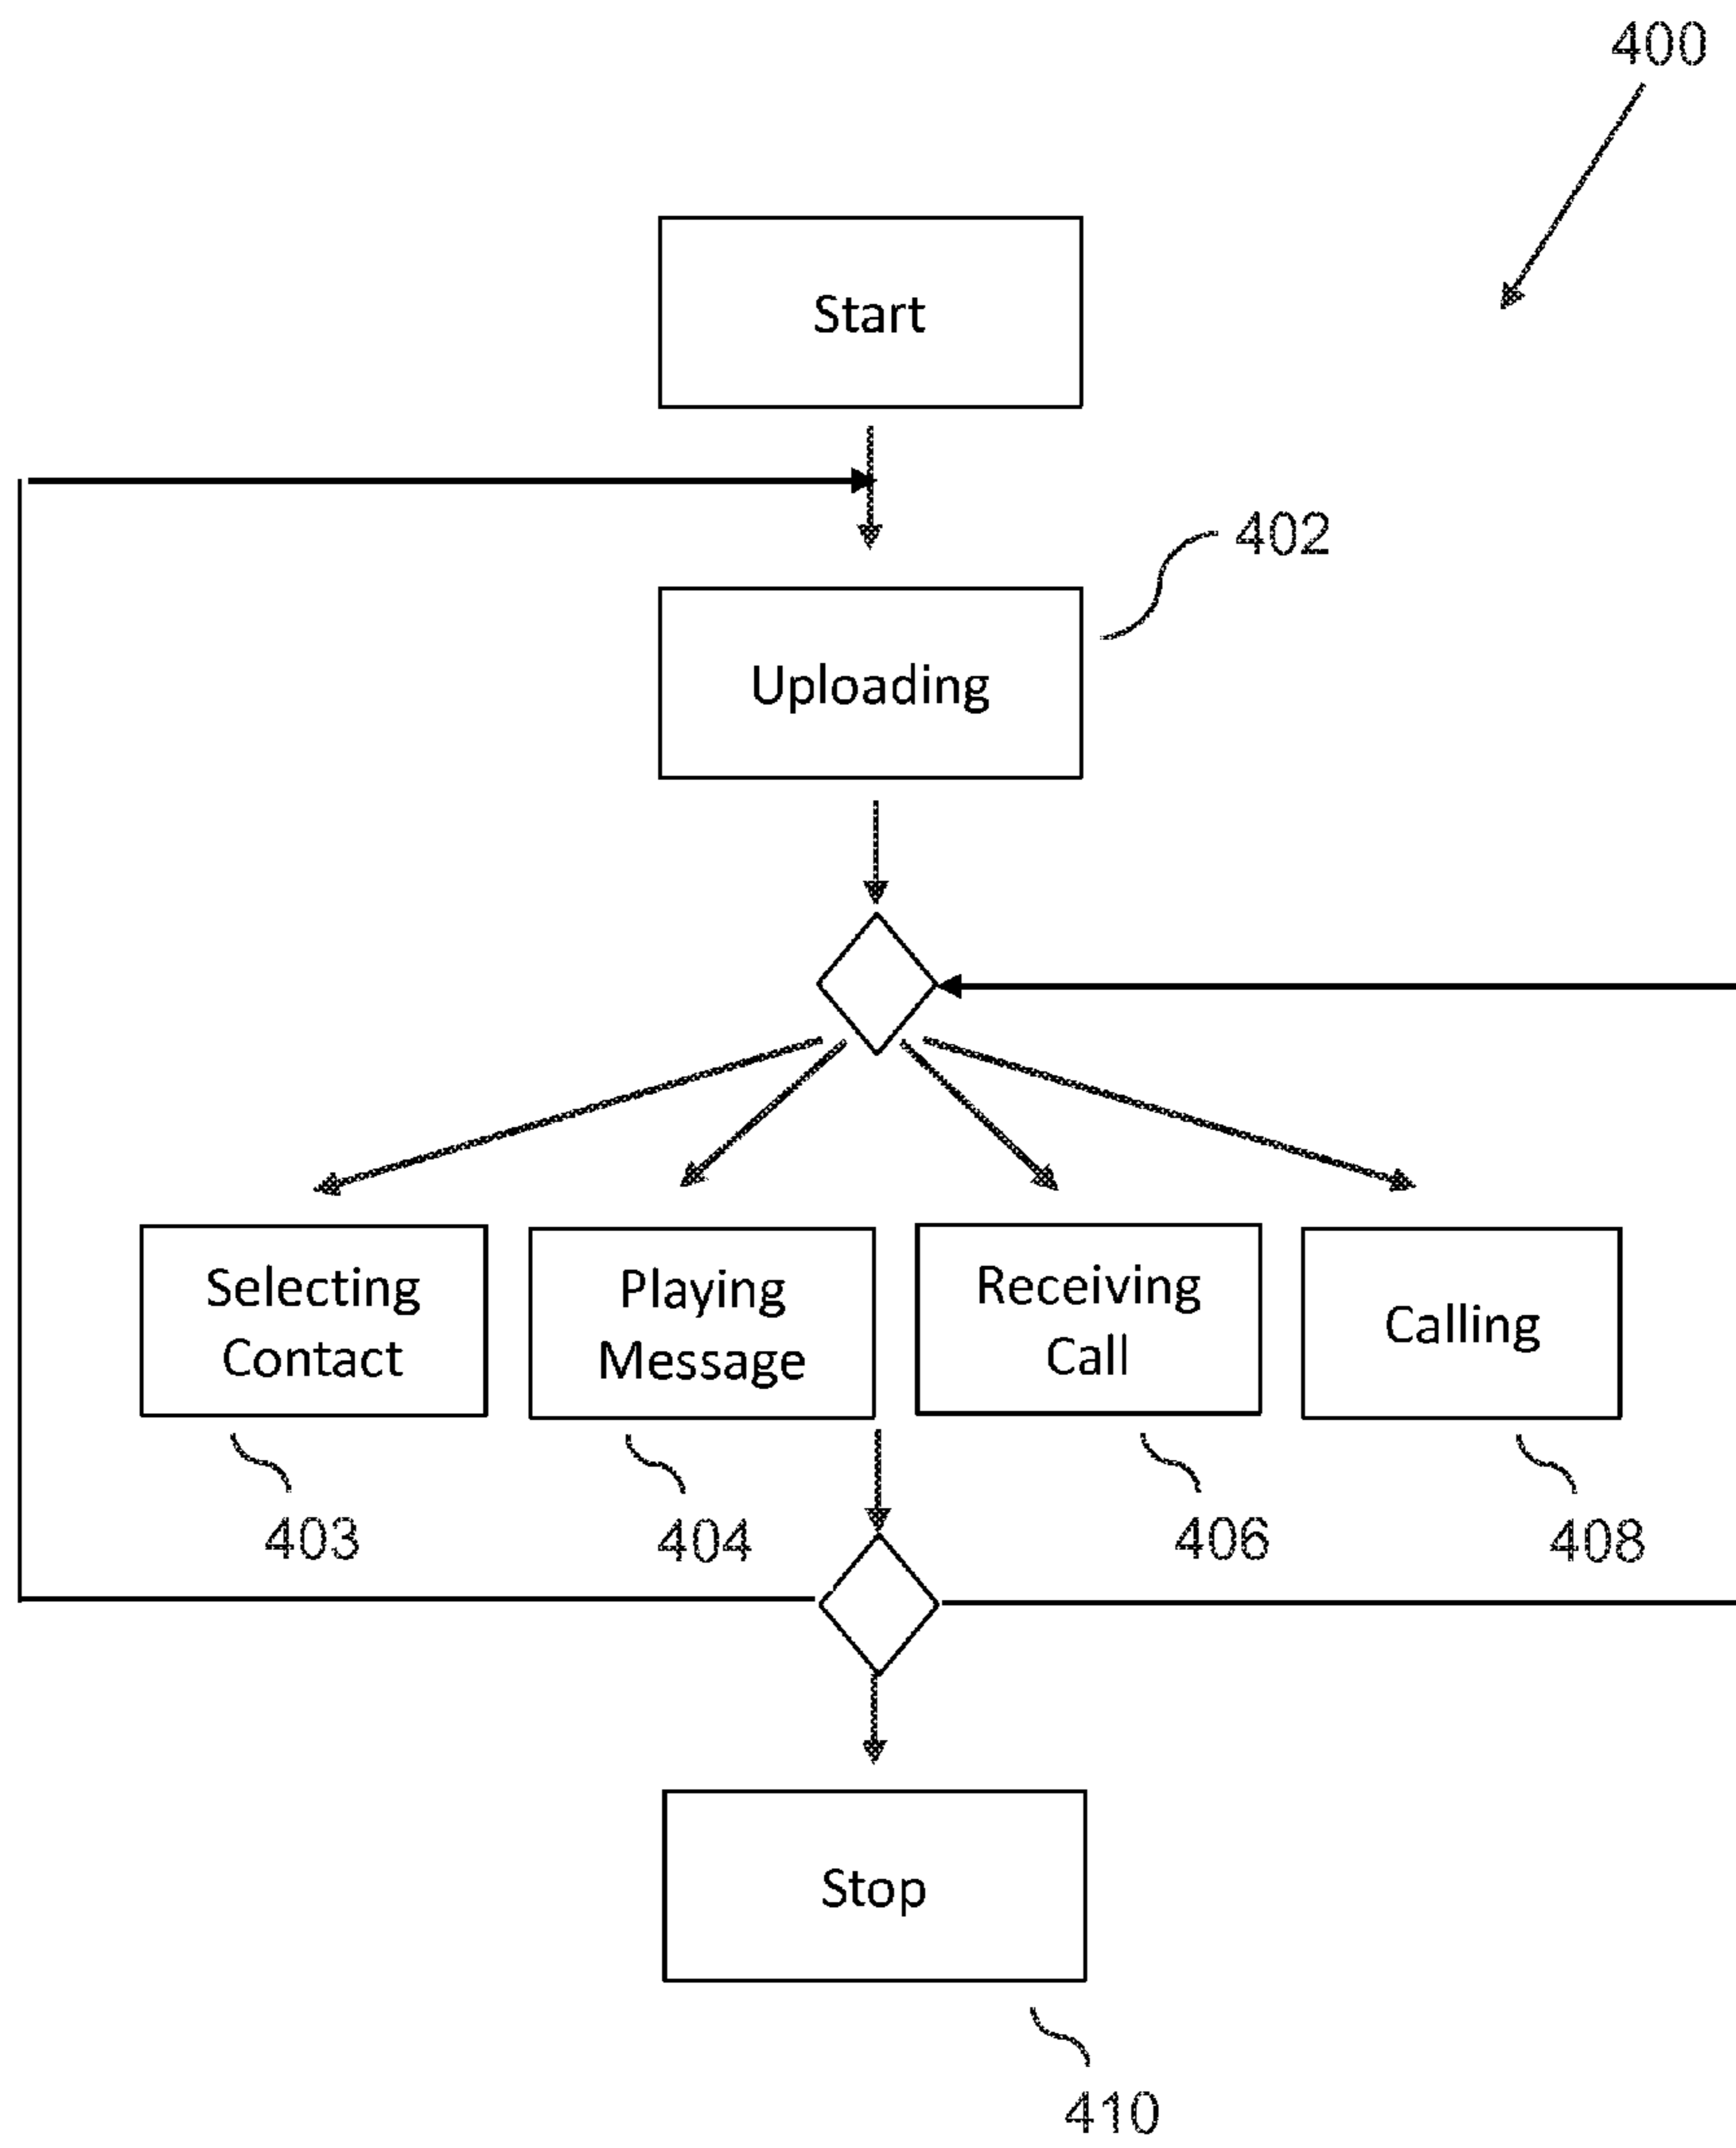 400
Start
402
Uploading
Selecting
Contact
Playing
Message
Receiving
Call
Calling
403
404
406
408
Stop
410